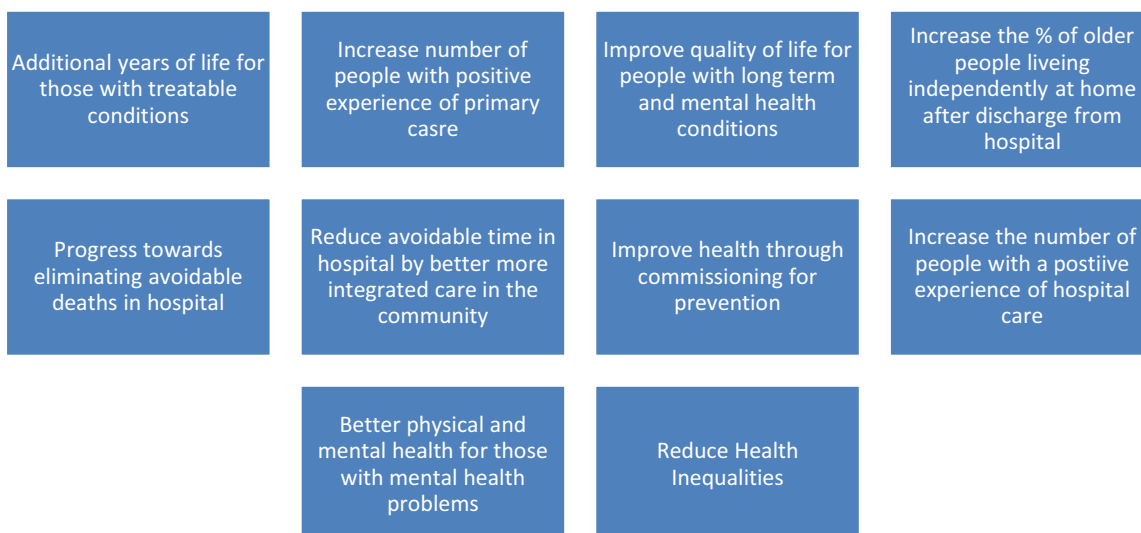 Additional years of life for
those with treatable
conditions
Increase number of
people with positive
experience of primary
casre
Improve quality of life for
people with long term
and mental health
conditions
Increase the % of older
people liveing
independently at home
after discharge from
hospital
Progress towards
eliminating avoidable
deaths in hospital
Reduce avoidable time in
hospital by better more
integrated care in the
community
Improve health through
commissioning for
prevention
Increase the number of
people with a postiive
experience of hospital
care
Better physical and
mental health for those
with mental health
problems
Reduce Health
Inequalities